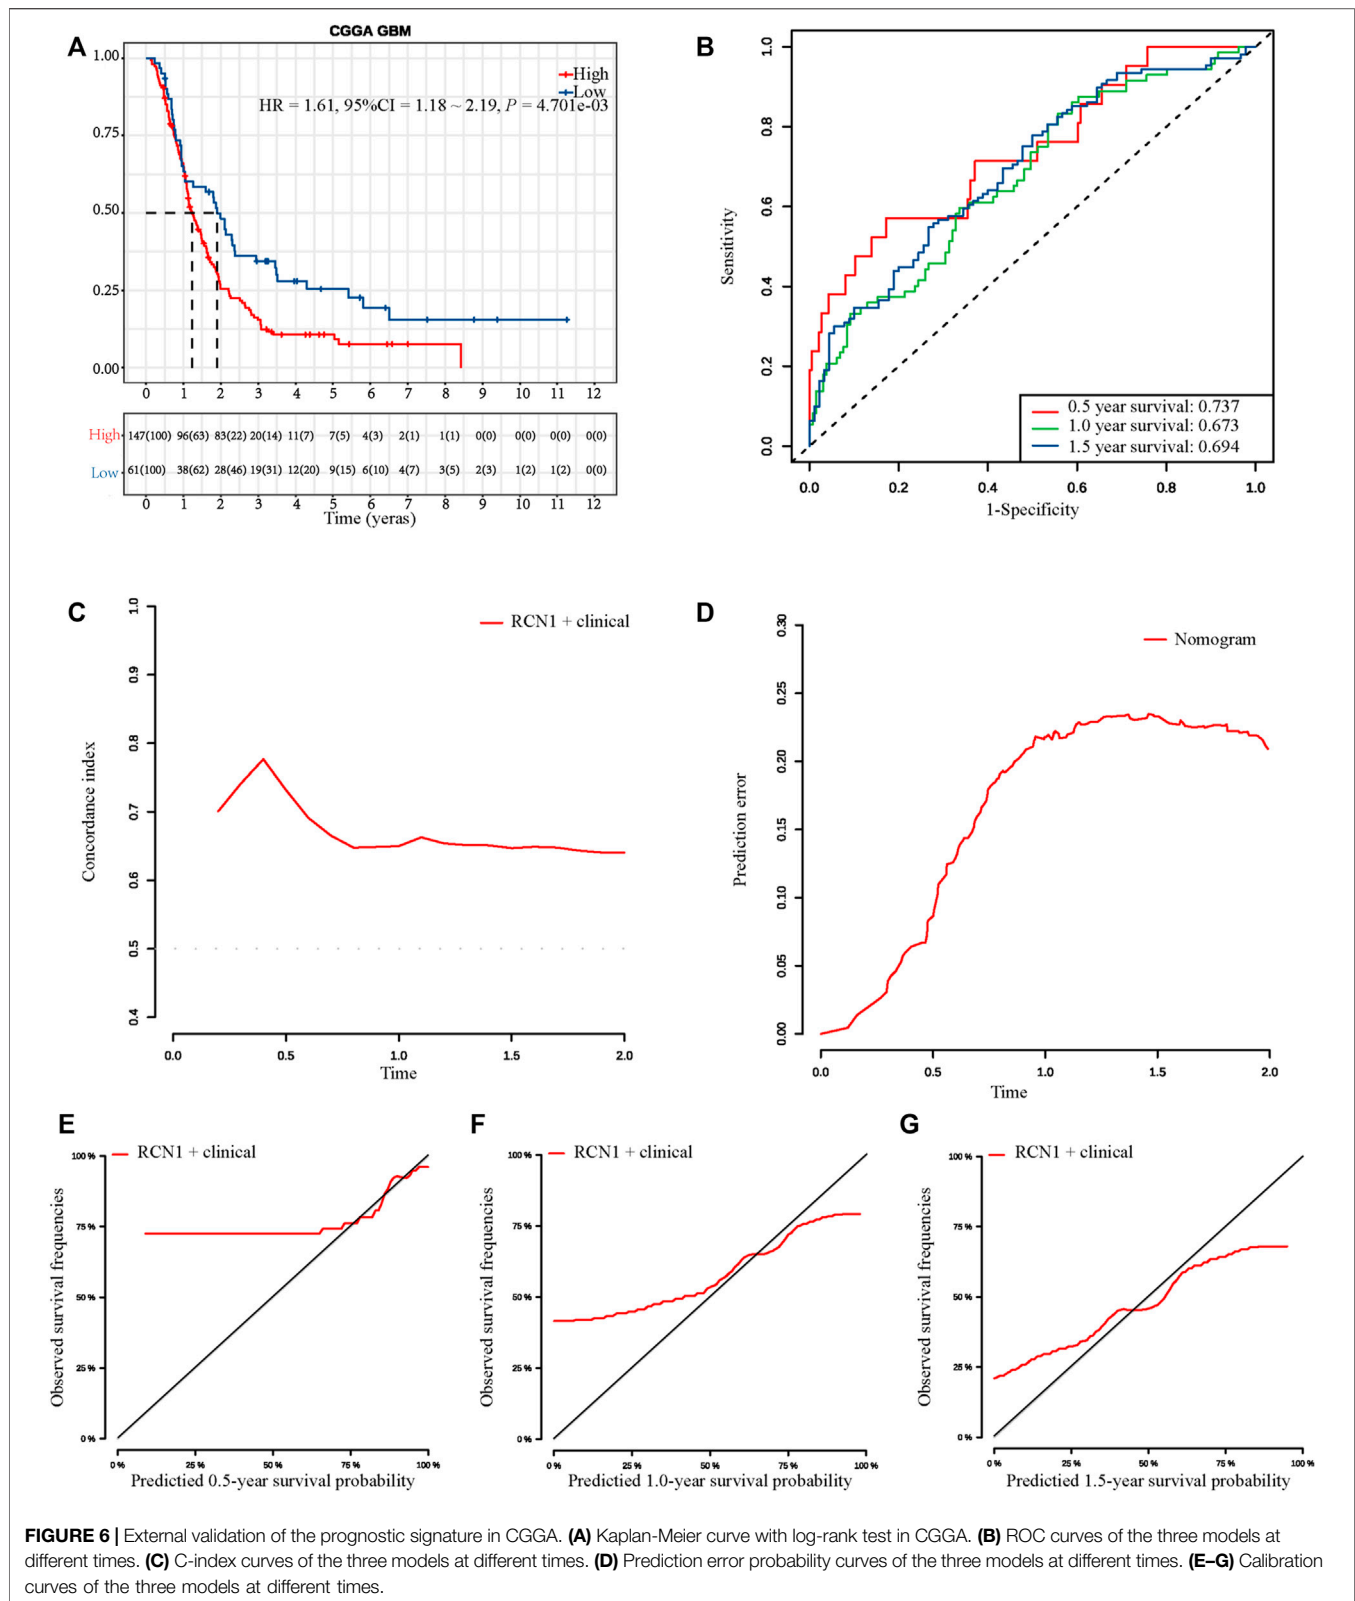 A
CGGA GBM
High
Low
HR = 1.61, 95%CI = 1.18 ~ 2.19, P = 4.701e-03
1.00
0.75
0.50
0.25
0.00
0 1 2 3 4 5 6 7 8 9 10 11 12
High 147(100) 96(63) 83(22) 20(14) 11(7) 7(5) 4(3) 2(1) 1(1) 0(0) 0(0) 0(0) 0(0)
Low 61(100) 38(62) 28(46) 19(31) 12(20) 9(15) 6(10) 4(7) 3(5) 2(3) 1(2) 1(2) 0(0)
0 1 2 3 4 5 6 7 8 9 10 11 12
Time (yeras)
B
Sensitivity
1.0
0.8
0.6
0.4
0.2
0.0
0.5 year survival: 0.737
1.0 year survival: 0.673
1.5 year survival: 0.694
0.0 0.2 0.4 0.6 0.8 1.0
1-Specificity
C
RCN1 + clinical
Concordance index
1.0
0.9
0.8
0.7
0.6
0.5
0.4
0.0 0.5 1.0 1.5 2.0
Time
D
Nomogram
Prediction error
0.30
0.25
0.20
0.15
0.10
0.05
0.00
0.0 0.5 1.0 1.5 2.0
Time
E
RCN1 + clinical
Observed survival frequencies
100 %
75 %
50 %
25 %
0 %
0 % 25 % 50 % 75 % 100 %
Predictied 0.5-year survival probability
F
RCN1 + clinical
Observed survival frequencies
100 %
75 %
50 %
25 %
0 %
0 % 25 % 50 % 75 % 100 %
Predictied 1.0-year survival probability
G
RCN1 + clinical
Observed survival frequencies
100 %
75 %
50 %
25 %
0 %
0 % 25 % 50 % 75 % 100 %
Predictied 1.5-year survival probability
FIGURE 6 | External validation of the prognostic signature in CGGA. (A) Kaplan-Meier curve with log-rank test in CGGA. (B) ROC curves of the three models at
different times. (C) C-index curves of the three models at different times. (D) Prediction error probability curves of the three models at different times. (E–G) Calibration
curves of the three models at different times.